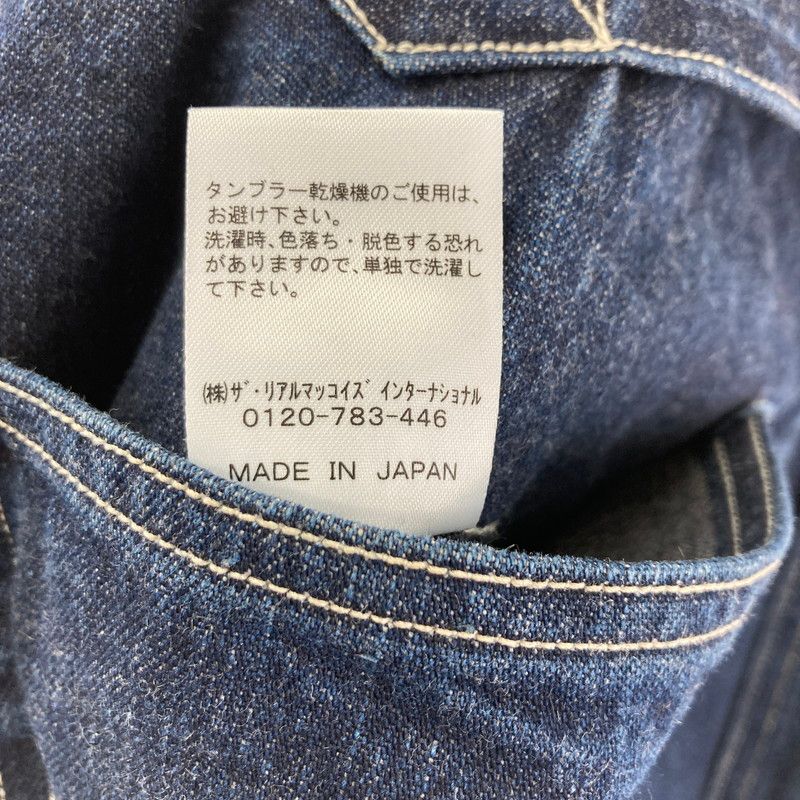 タンブラー乾燥機のご使用は、
お避け下さい。
洗濯時、色落ち・脱色する恐れ
がありますので、単独で洗濯し
て下さい。
㈱ｻﾞ・ﾘｱﾙﾏｯｺｲｽﾞ ｲﾝﾀｰﾅｼｮﾅﾙ
0120-783-446
MADE IN JAPAN